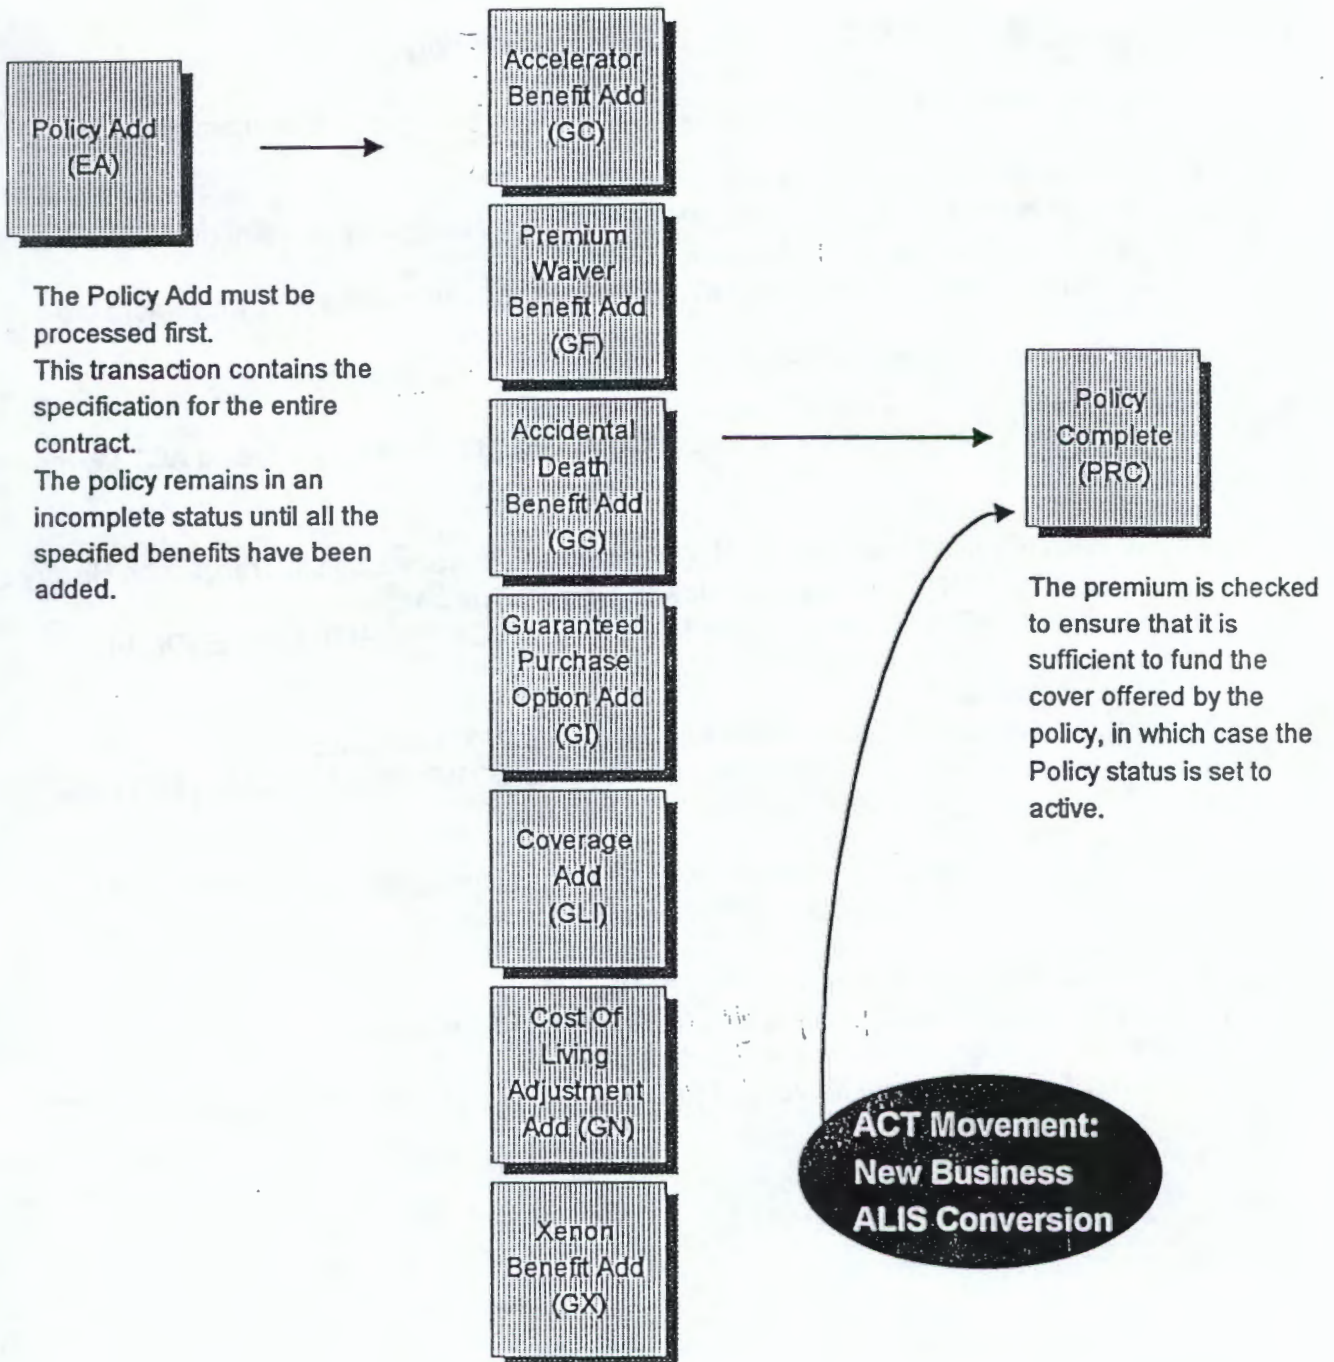 Policy Add
(EA)
The Policy Add must be
processed first.
This transaction contains the
specification for the entire
contract.
The policy remains in an
incomplete status until all the
specified benefits have been
added.
Accelerator
Benefit Add
(GC)
Premium
Waiver
Benefit Add
(GF)
Accidental
Death
Benefit Add
(GG)
Guaranteed
Purchase
Option Add
(GI)
Coverage
Add
(GLI)
Cost Of
Living
Adjustment
Add (GN)
Xenon
Benefit Add
(GX)
Policy
Complete
(PRC)
The premium is checked
to ensure that it is
sufficient to fund the
cover offered by the
policy, in which case the
Policy status is set to
active.
ACT Movement:
New Business
ALIS Conversion